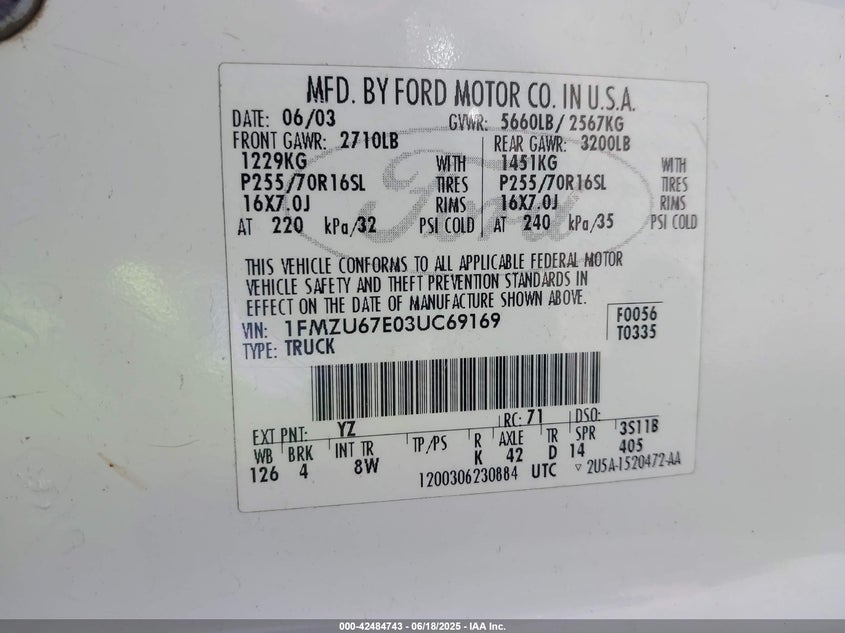 MFD. BY FORD MOTOR CO. IN U.S.A.
DATE: 06/03 GVWR: 5660LB/2567KG
FRONT GAWR: 2710LB REAR GAWR: 3200LB
1229KG WITH 1451KG WITH
P255/70R16SL TIRES P255/70R16SL TIRES
16X7.0J RIMS 16X7.0J RIMS
AT 220 kPa/32 PSI COLD AT 240 kPa/35 PSI COLD
Ford
THIS VEHICLE CONFORMS TO ALL APPLICABLE FEDERAL MOTOR
VEHICLE SAFETY AND THEFT PREVENTION STANDARDS IN
EFFECT ON THE DATE OF MANUFACTURE SHOWN ABOVE.
VIN: 1FMZU67E03UC69169 F0056
TYPE: TRUCK T0335
EXT PNT: YZ RC: 71 DSO:
WB BRK INT TR TP/PS R AXLE TR SPR 3S11B
126 4 8W K 42 D 14 405
1200306230884 UTC ▽ 2U5A-1520472-AA
000-42484743 - 06/18/2025 - IAA Inc.